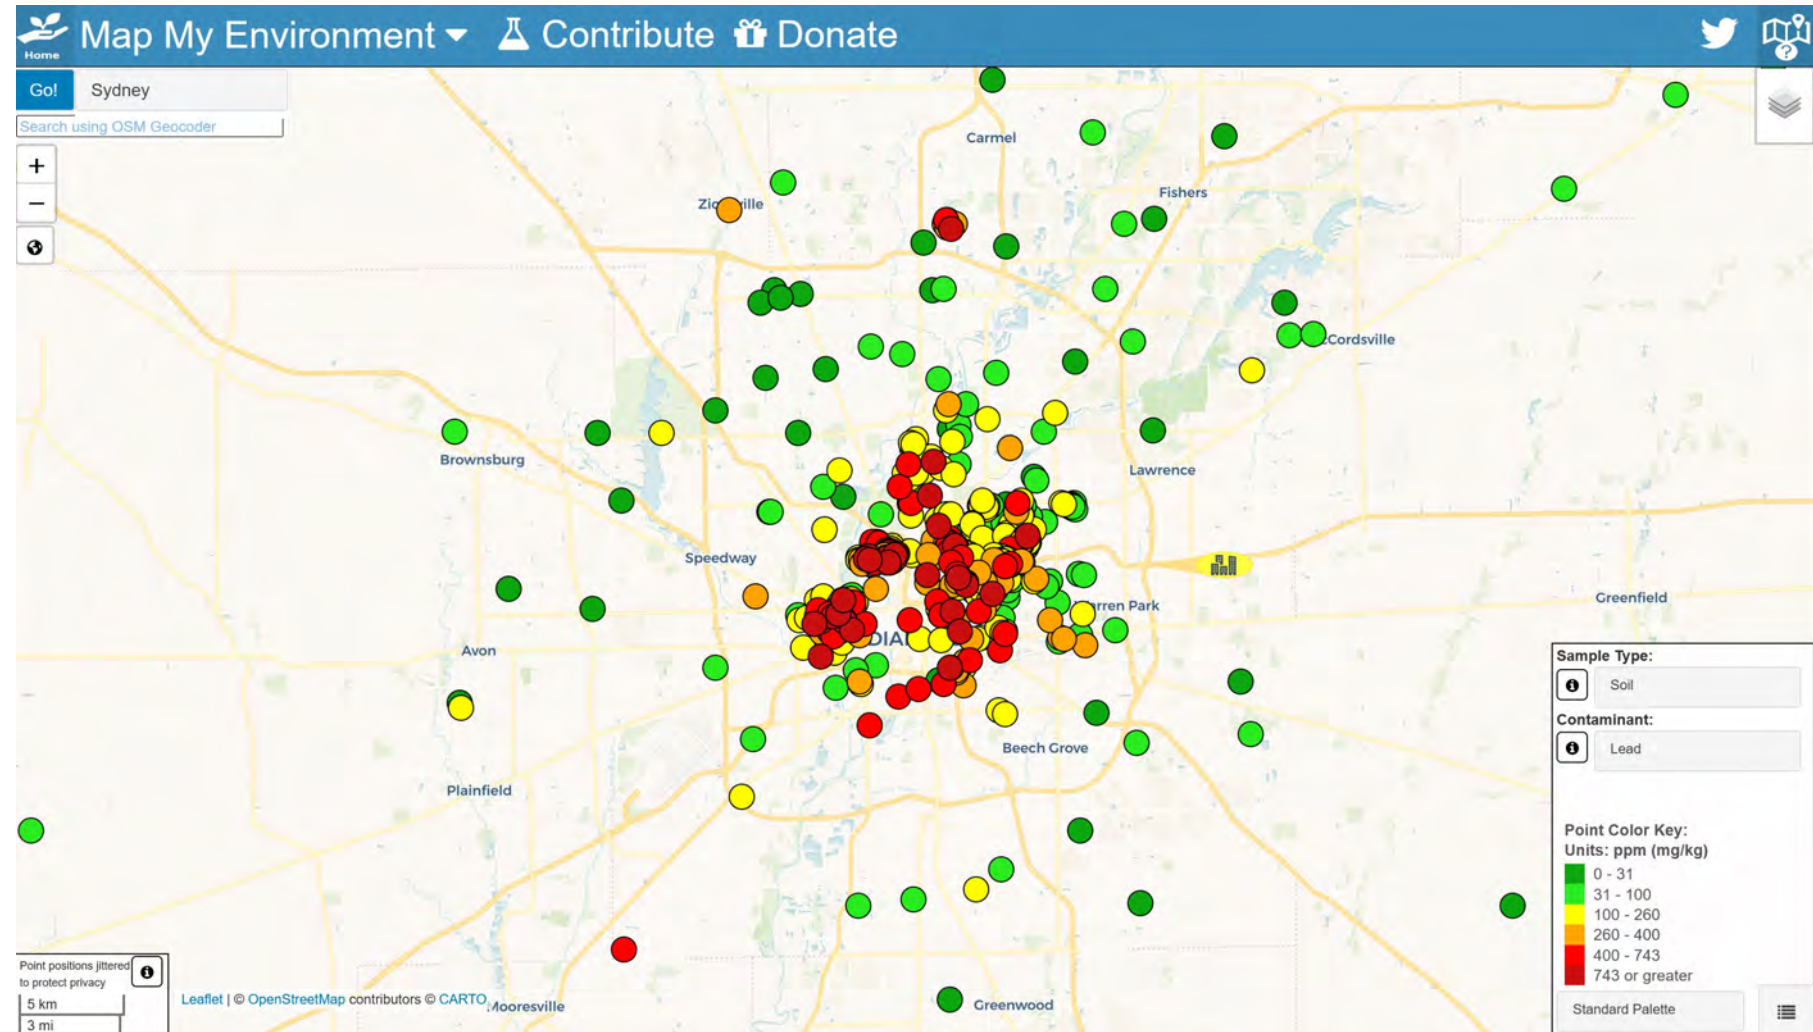 Home
Map My Environment
Contribute
Donate
Go!
Sydney
Search using OSM Geocoder
+
−
Carmel
Fishers
Cordsville
Brownsburg
Lawrence
Speedway
Greenfield
Avon
Beech Grove
Plainfield
Mooresville
Greenwood
Sample Type:
Soil
Contaminant:
Lead
Point Color Key:
Units: ppm (mg/kg)
0 - 31
31 - 100
100 - 260
260 - 400
400 - 743
743 or greater
Standard Palette
Point positions jittered
to protect privacy
5 km
3 mi
Leaflet | © OpenStreetMap contributors © CARTO